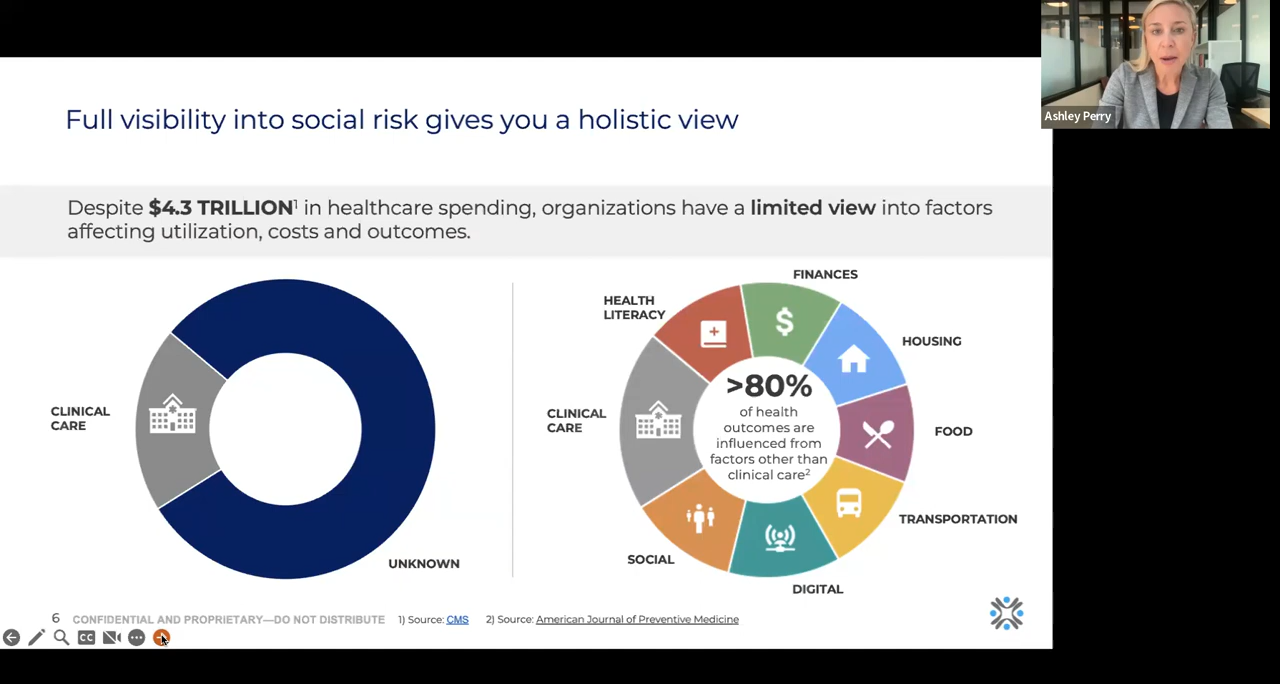 Ashley Perry
Full visibility into social risk gives you a holistic view
Despite $4.3 TRILLION1 in healthcare spending, organizations have a limited view into factors
affecting utilization, costs and outcomes.
CLINICAL
CARE
UNKNOWN
FINANCES
HEALTH
LITERACY
HOUSING
CLINICAL
CARE
>80%
of health
outcomes are
influenced from
factors other than
clinical care2
FOOD
TRANSPORTATION
SOCIAL
DIGITAL
6 CONFIDENTIAL AND PROPRIETARY—DO NOT DISTRIBUTE 1) Source: CMS 2) Source: American Journal of Preventive Medicine
CC